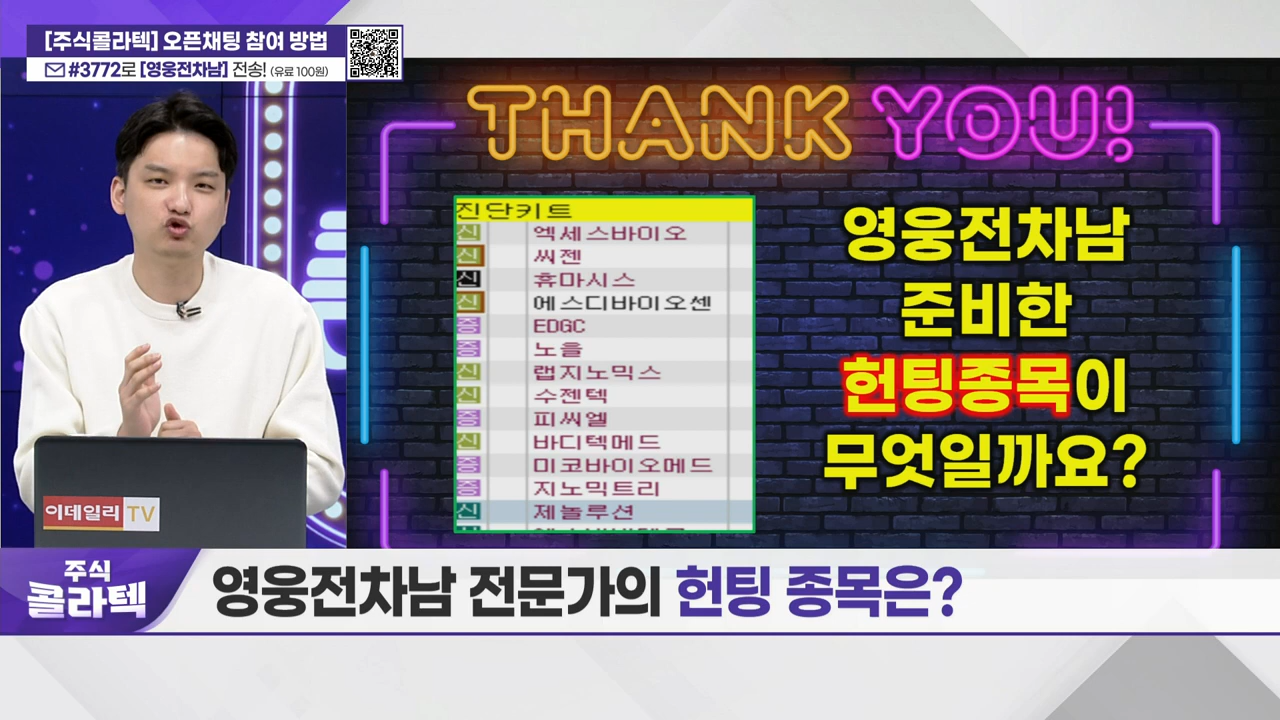 [주식콜라텍] 오픈채팅 참여 방법
#3772로 [영웅전차남] 전송! (유료 100원)
THANK YOU!
진단키트
신 엑세스바이오
신 씨젠
신 휴마시스
신 에스디바이오센
증 EDGC
증 노을
신 랩지노믹스
신 수젠텍
증 피씨엘
신 바디텍메드
증 미코바이오메드
증 지노믹트리
신 제놀루션
영웅전차남
준비한
헌팅종목이
무엇일까요?
이데일리 TV
주식
콜라텍
영웅전차남 전문가의 헌팅 종목은?